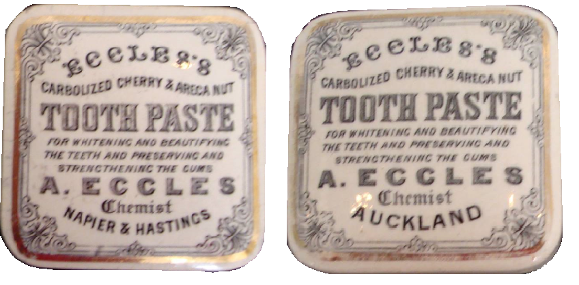 ECCLES'S
CARBOLIZED CHERRY & ARECA NUT
TOOTH PASTE
FOR WHITENING AND BEAUTIFYING
THE TEETH AND PRESERVING AND
STRENGTHENING THE GUMS
A. ECCLES
Chemist
NAPIER & HASTINGS
ECCLES'S
CARBOLIZED CHERRY & ARECA NUT
TOOTH PASTE
FOR WHITENING AND BEAUTIFYING
THE TEETH AND PRESERVING AND
STRENGTHENING THE GUMS
A. ECCLES
Chemist
AUCKLAND